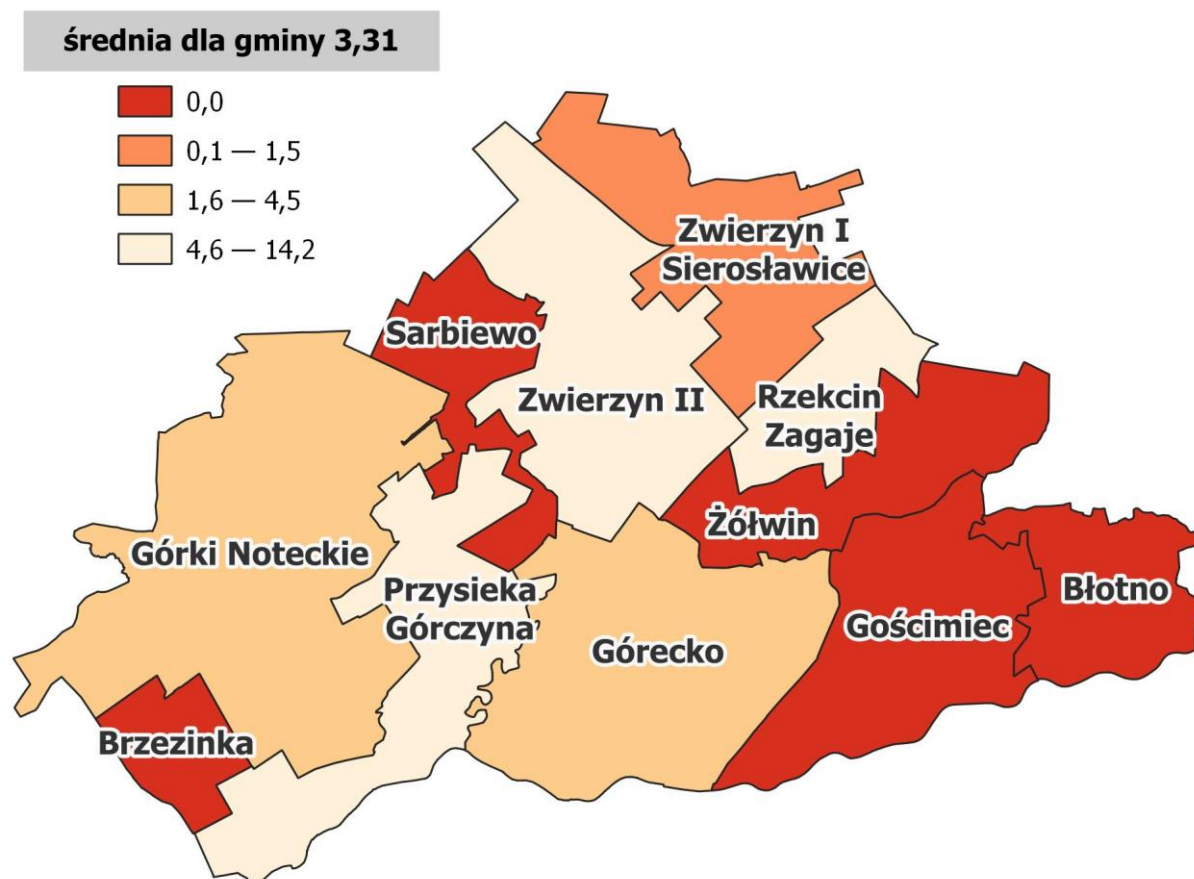 średnia dla gminy 3,31
0,0
0,1 — 1,5
1,6 — 4,5
4,6 — 14,2
Zwierzyn I
Sierosławice
Sarbiewo
Zwierzyn II
Rzekcin
Zagaje
Żółwin
Górki Noteckie
Przysieka
Górczyna
Górecko
Gościmiec
Błotno
Brzezinka